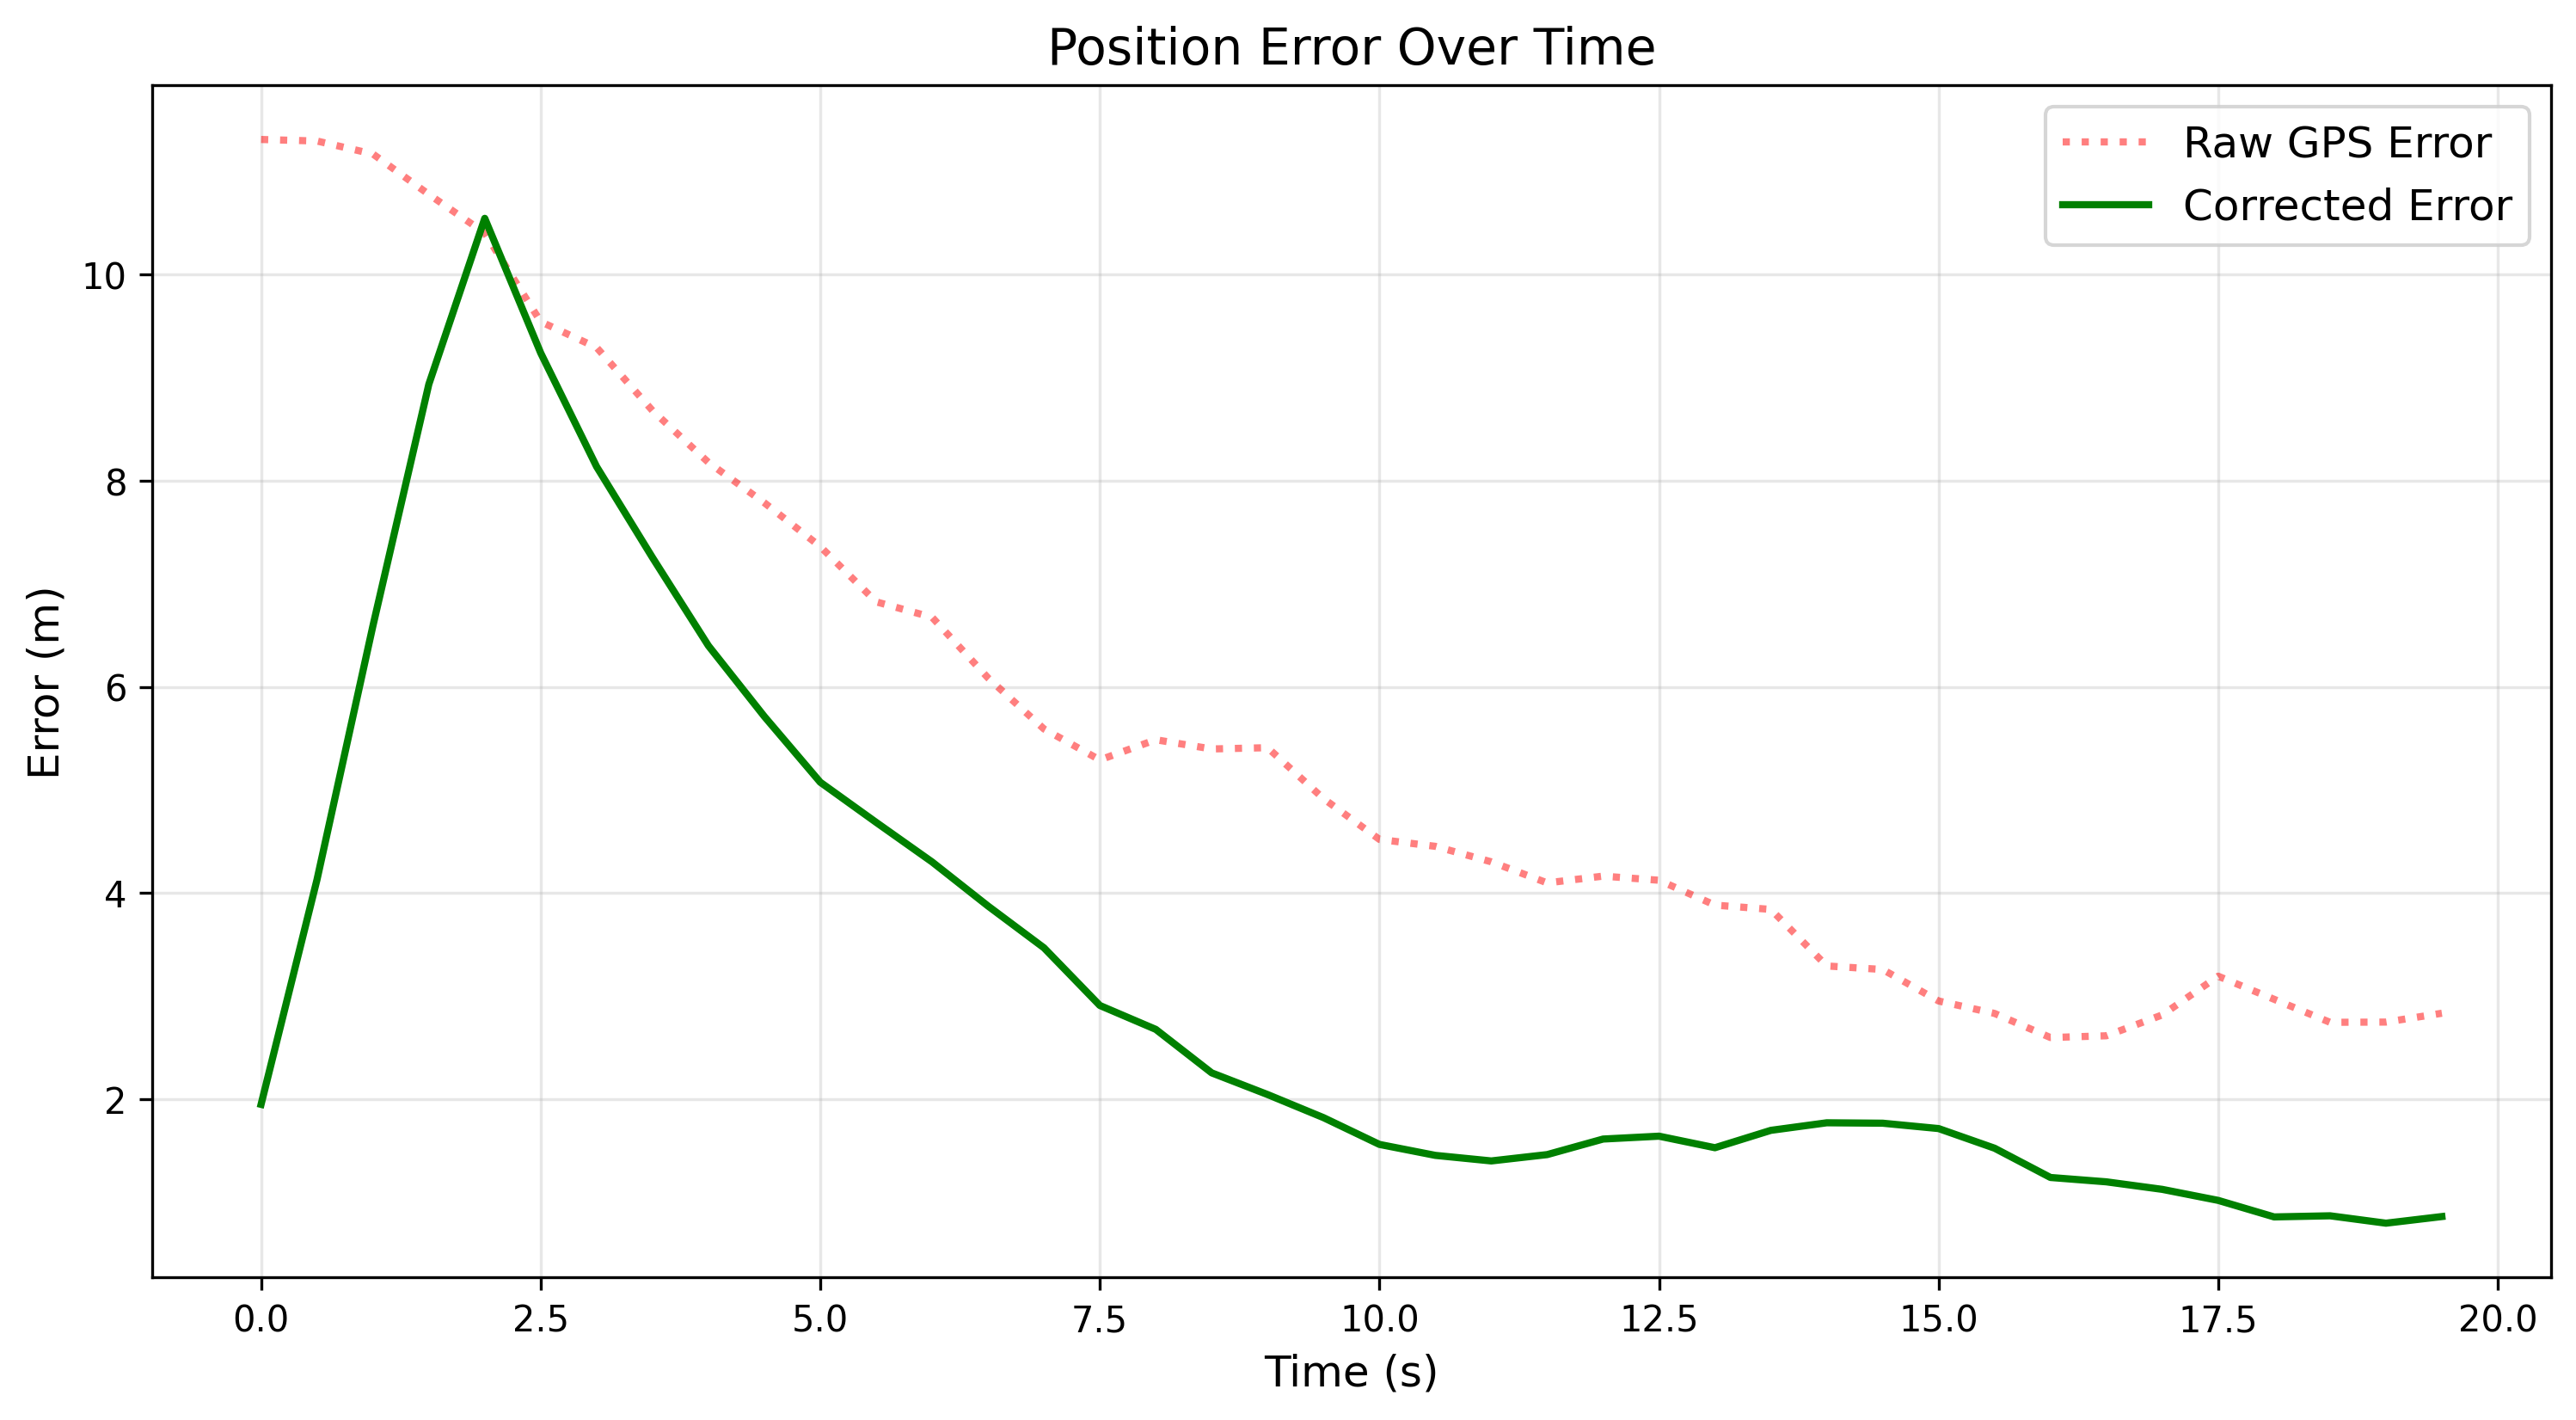 Position Error Over Time
Raw GPS Error
Corrected Error
Error (m)
10
8
6
4
2
0.0 2.5 5.0 7.5 10.0 12.5 15.0 17.5 20.0
Time (s)